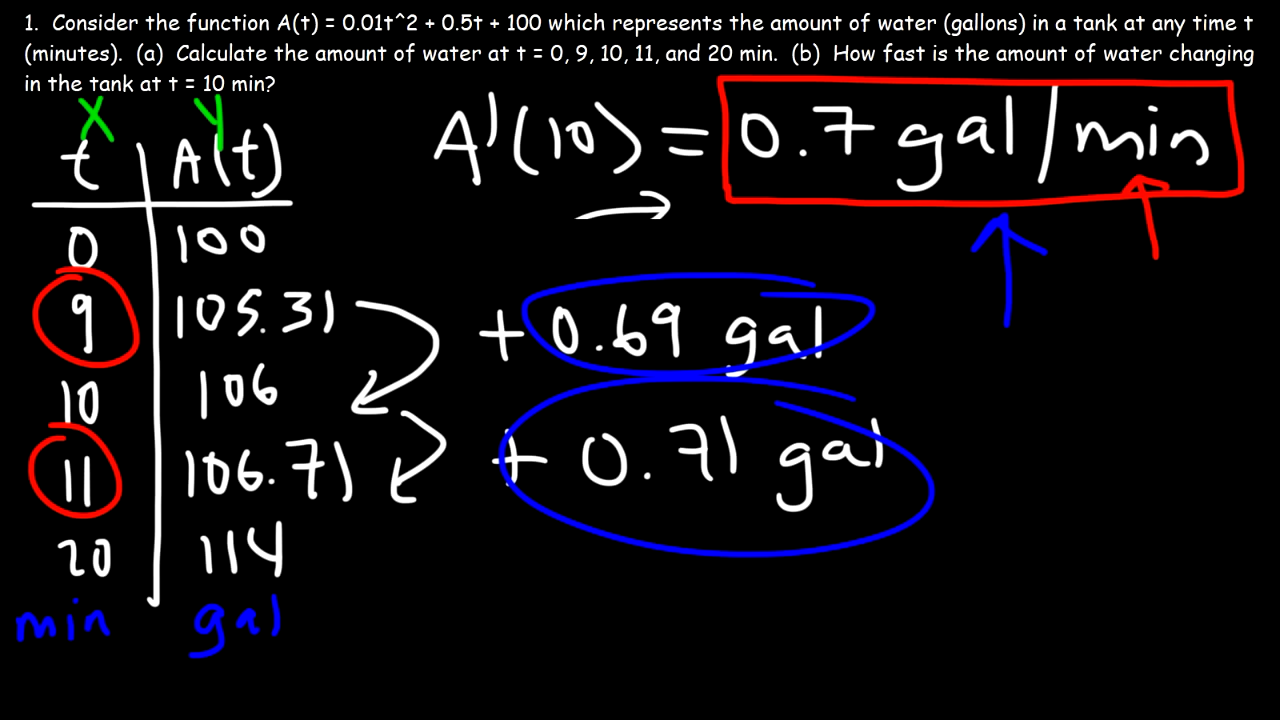 1. Consider the function A(t) = 0.01t^2 + 0.5t + 100 which represents the amount of water (gallons) in a tank at any time t
(minutes). (a) Calculate the amount of water at t = 0, 9, 10, 11, and 20 min. (b) How fast is the amount of water changing
in the tank at t = 10 min?
X Y
t A(t)
A'(10) = 0.7 gal/min
0 100
9 105.31
+ 0.69 gal
10 106
11 106.71
+ 0.71 gal
20 114
min gal